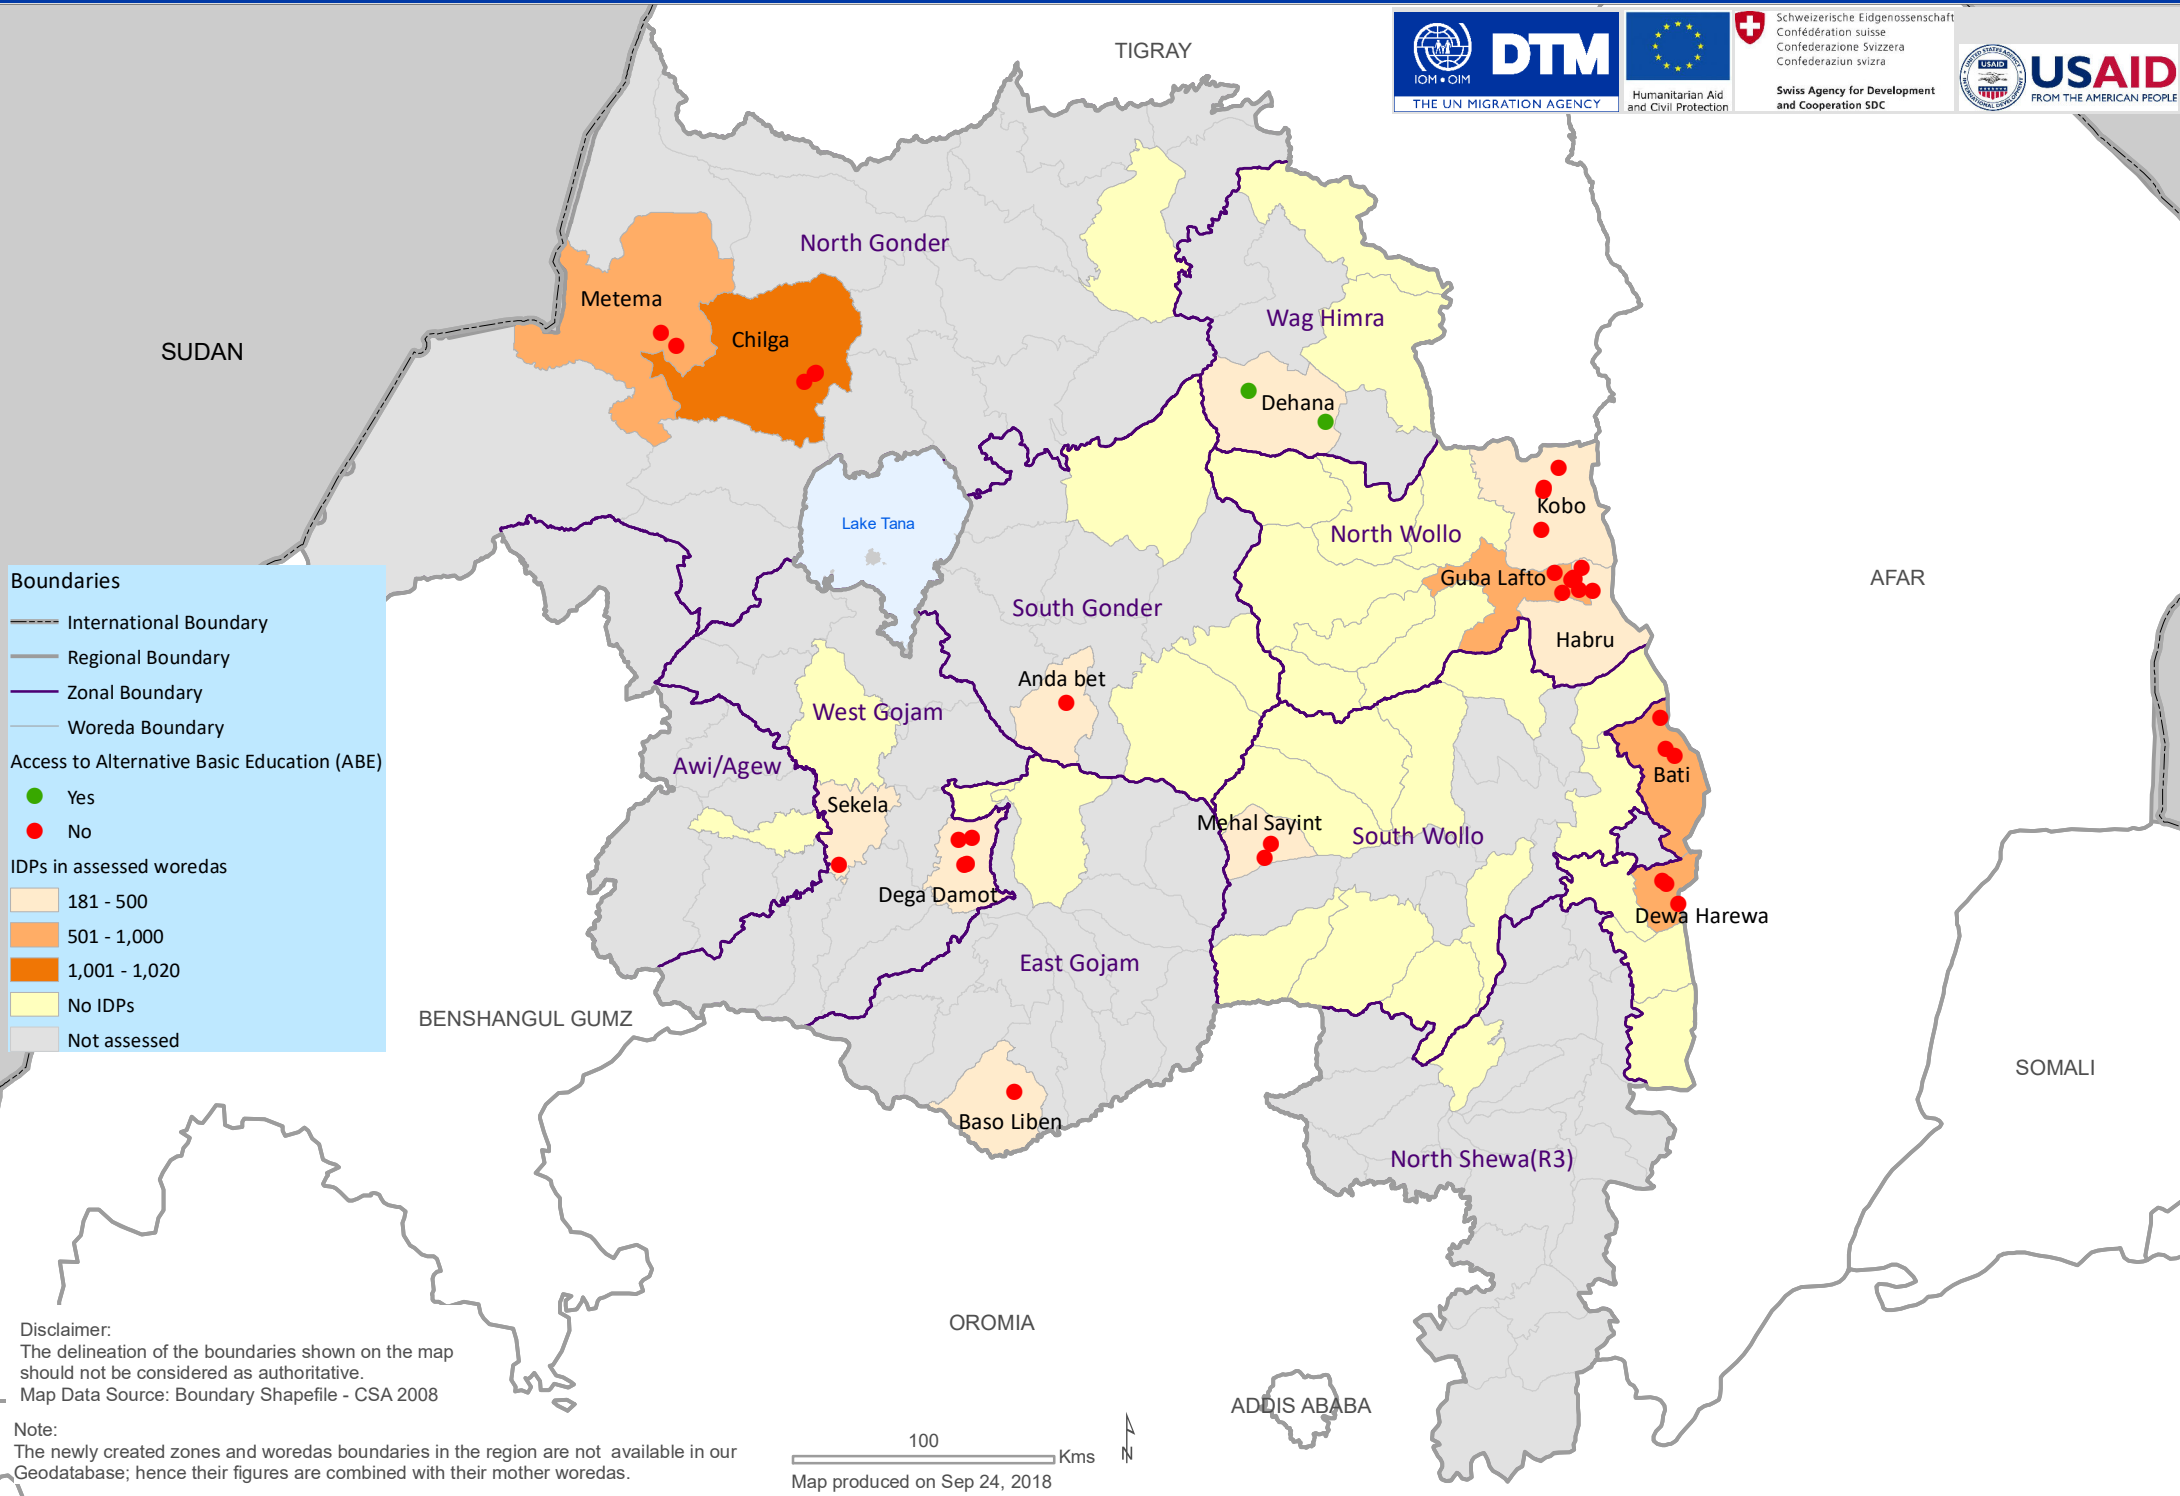 TIGRAY
IOM • OIM
DTM
THE UN MIGRATION AGENCY
Humanitarian Aid
and Civil Protection
Schweizerische Eidgenossenschaft
Confédération suisse
Confederazione Svizzera
Confederaziun svizra
Swiss Agency for Development
and Cooperation SDC
USAID
USAID
FROM THE AMERICAN PEOPLE
North Gonder
Metema
Wag Himra
Chilga
SUDAN
Dehana
Kobo
Lake Tana
North Wollo
Guba Lafto
AFAR
South Gonder
Habru
Anda bet
West Gojam
Awi/Agew
Bati
Sekela
Mehal Sayint
South Wollo
Dega Damot
Dewa Harewa
East Gojam
BENSHANGUL GUMZ
SOMALI
Baso Liben
North Shewa(R3)
OROMIA
ADDIS ABABA
Boundaries
International Boundary
Regional Boundary
Zonal Boundary
Woreda Boundary
Access to Alternative Basic Education (ABE)
Yes
No
IDPs in assessed woredas
181 - 500
501 - 1,000
1,001 - 1,020
No IDPs
Not assessed
Disclaimer:
The delineation of the boundaries shown on the map
should not be considered as authoritative.
Map Data Source: Boundary Shapefile - CSA 2008
Note:
The newly created zones and woredas boundaries in the region are not available in our
Geodatabase; hence their figures are combined with their mother woredas.
100
Kms
N
Map produced on Sep 24, 2018